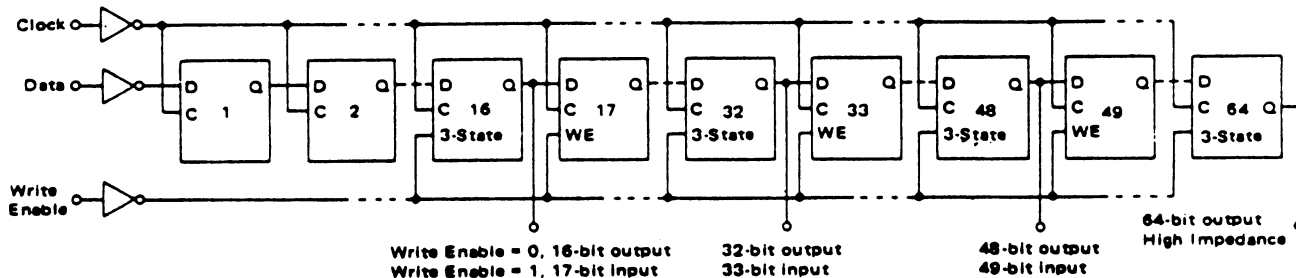 Clock
Data
D Q
C 1
D Q
C 2
D Q
C 16
3-State
D Q
C 17
WE
D Q
C 32
3-State
D Q
C 33
WE
D Q
C 48
3-State
D Q
C 49
WE
D
C 64 Q
3-State
Write
Enable
Write Enable = 0, 16-bit output
Write Enable = 1, 17-bit input
32-bit output
33-bit input
48-bit output
49-bit input
64-bit output
High Impedance